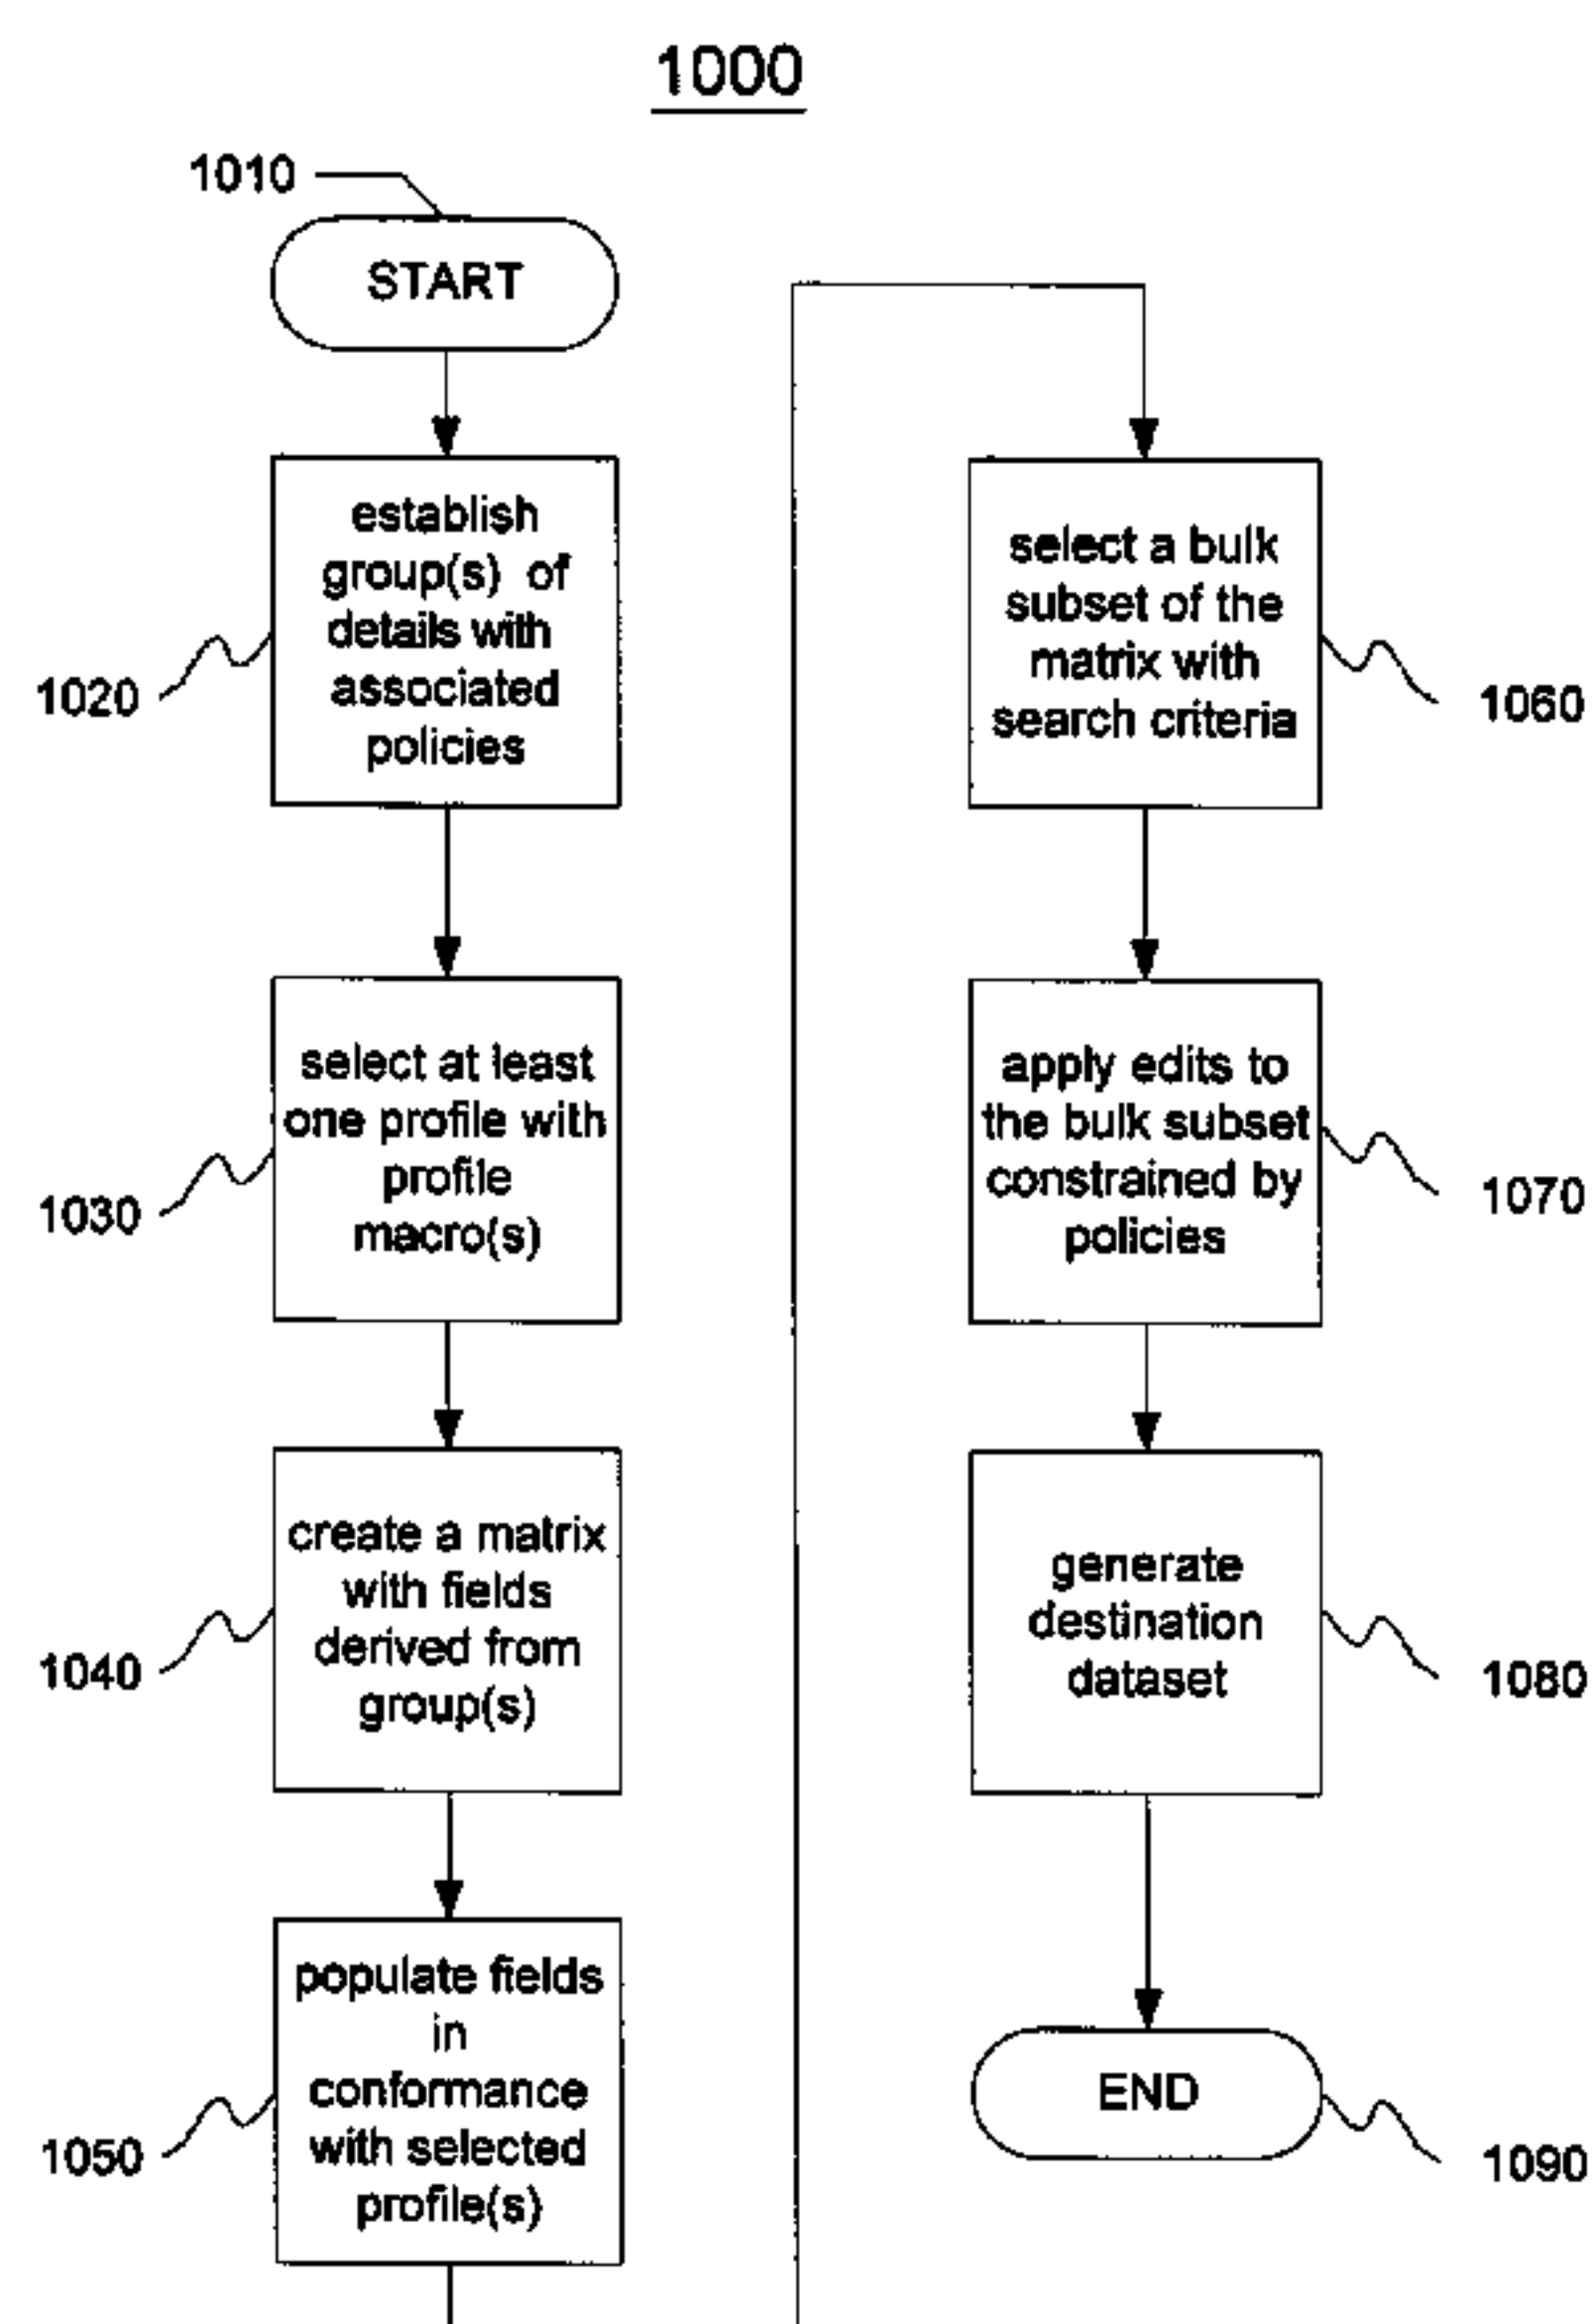 1000
1010
START
establish
group(s) of
details with
associated
policies
1020
select at least
one profile with
profile
macro(s)
1030
create a matrix
with fields
derived from
group(s)
1040
populate fields
in
conformance
with selected
profile(s)
1050
select a bulk
subset of the
matrix with
search criteria
1060
apply edits to
the bulk subset
constrained by
policies
1070
generate
destination
dataset
1080
END
1090